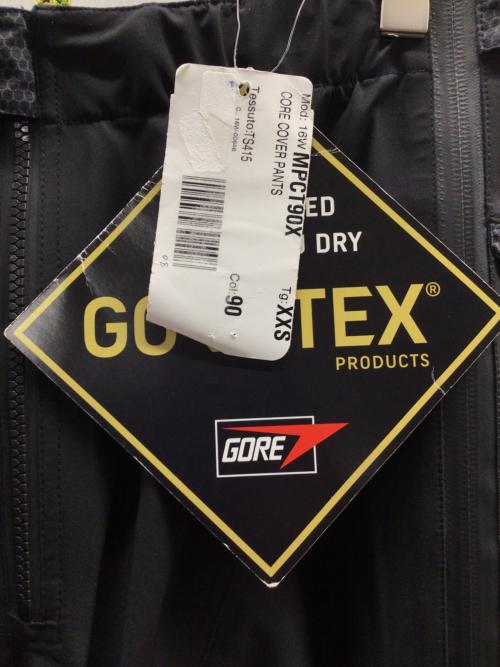 Mod: 16W MPCT90X
CORE COVER PANTS
Tessuto:TS415
Col: 90
Tg: XXS
ED
DRY
GO TEX®
PRODUCTS
GORE